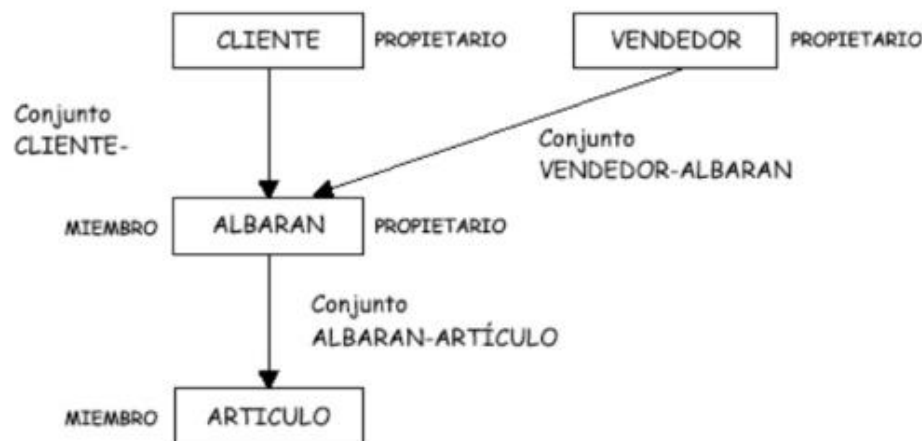 CLIENTE PROPIETARIO VENDEDOR PROPIETARIO
Conjunto
CLIENTE-
Conjunto
VENDEDOR-ALBARAN
MIEMBRO ALBARAN PROPIETARIO
Conjunto
ALBARAN-ARTÍCULO
MIEMBRO ARTICULO